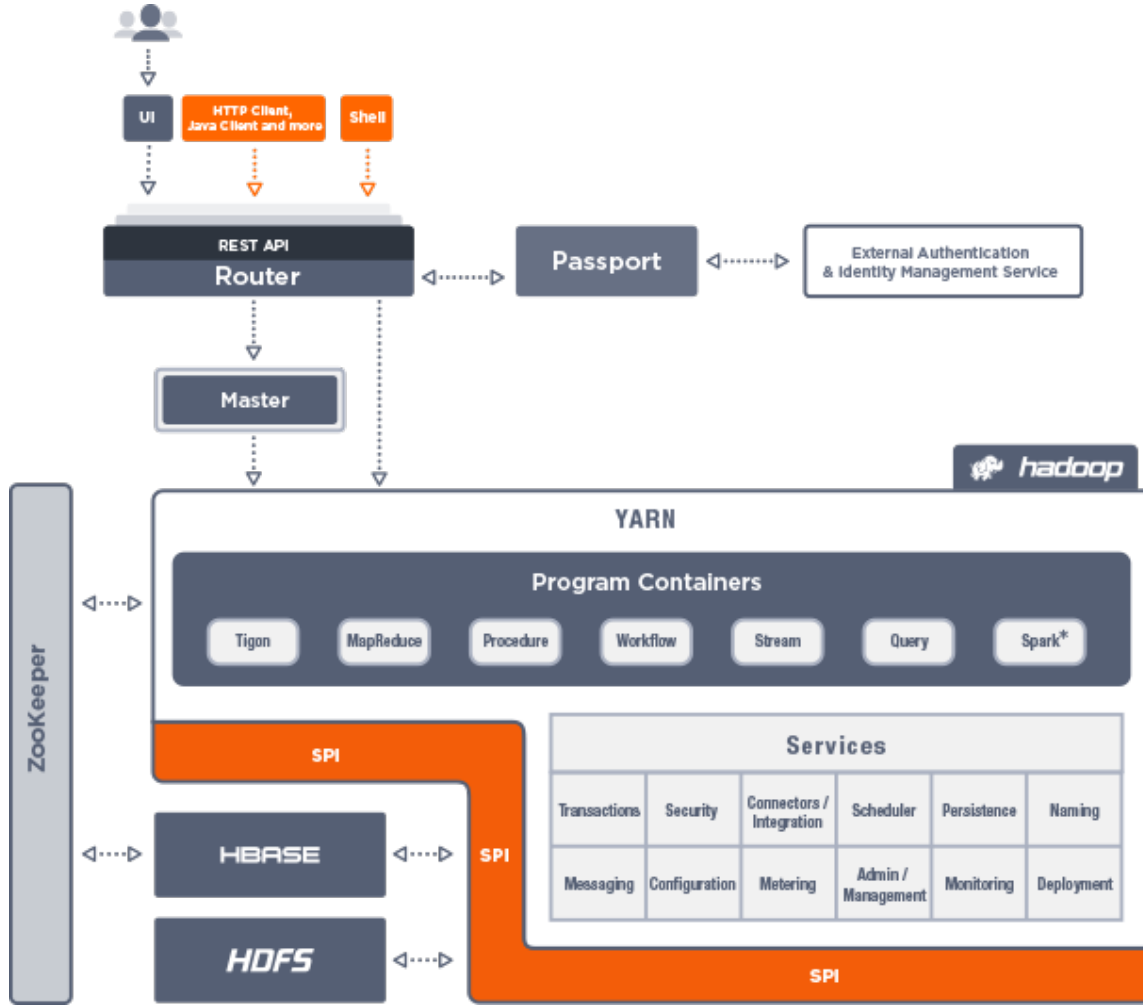 UI
HTTP Client,
Java Client and more
Shell
REST API
Router
Passport
External Authentication
& Identity Management Service
Master
hadoop
YARN
Program Containers
Tigon
MapReduce
Procedure
Workflow
Stream
Query
Spark*
ZooKeeper
SPI
Services
Transactions
Security
Connectors /
Integration
Scheduler
Persistence
Naming
HBASE
SPI
Messaging
Configuration
Metering
Admin /
Management
Monitoring
Deployment
HDFS
SPI